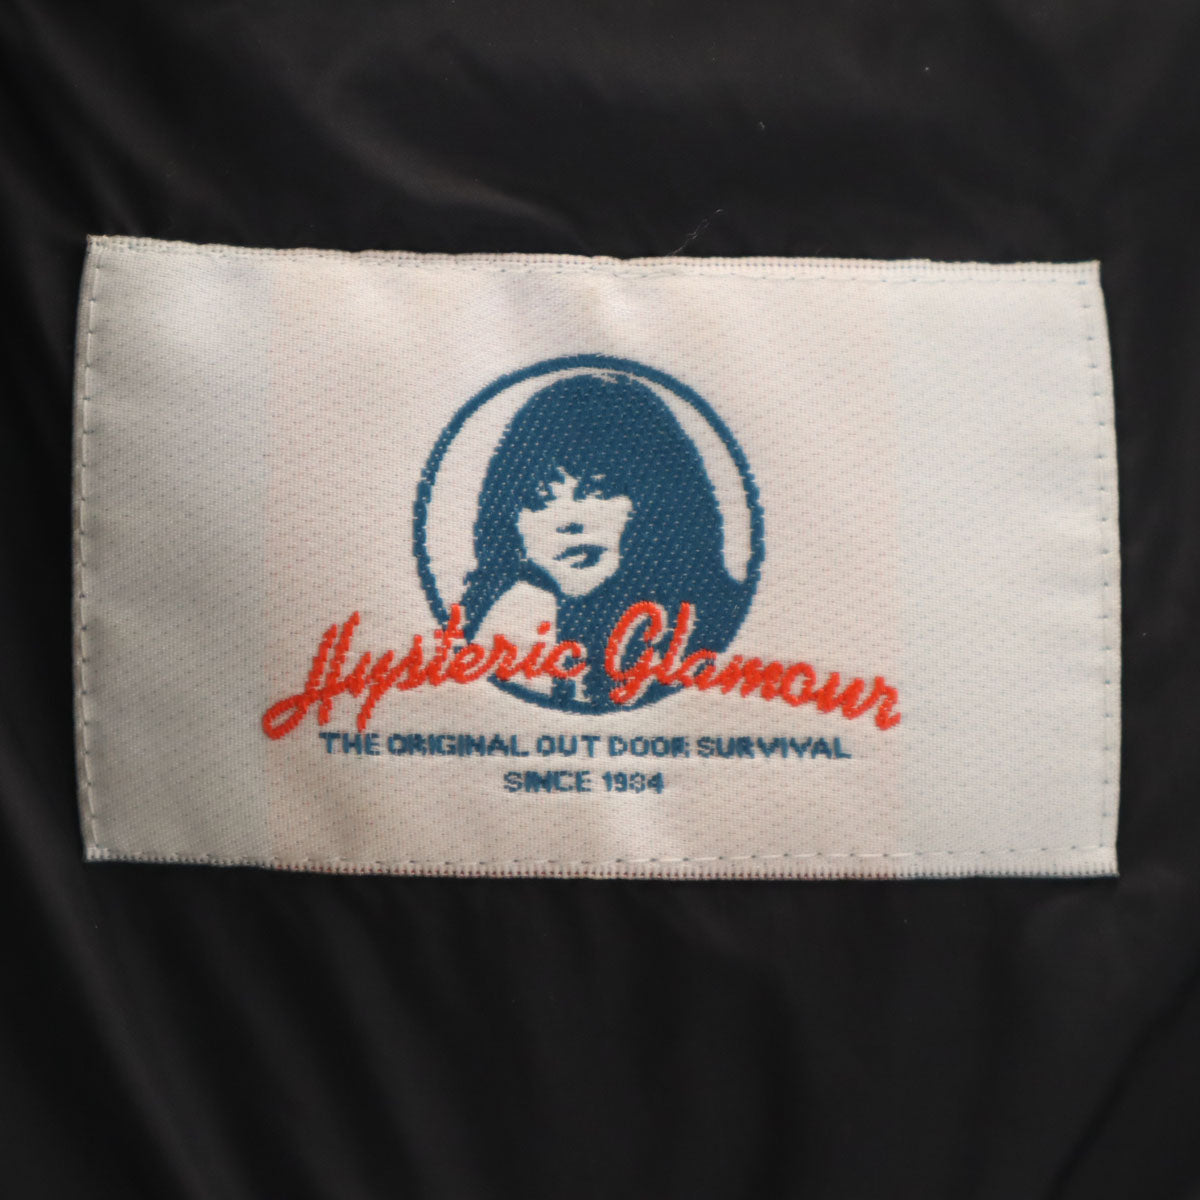 Hysteric Glamour
THE ORIGINAL OUT DOOR SURVIVAL
SINCE 1984